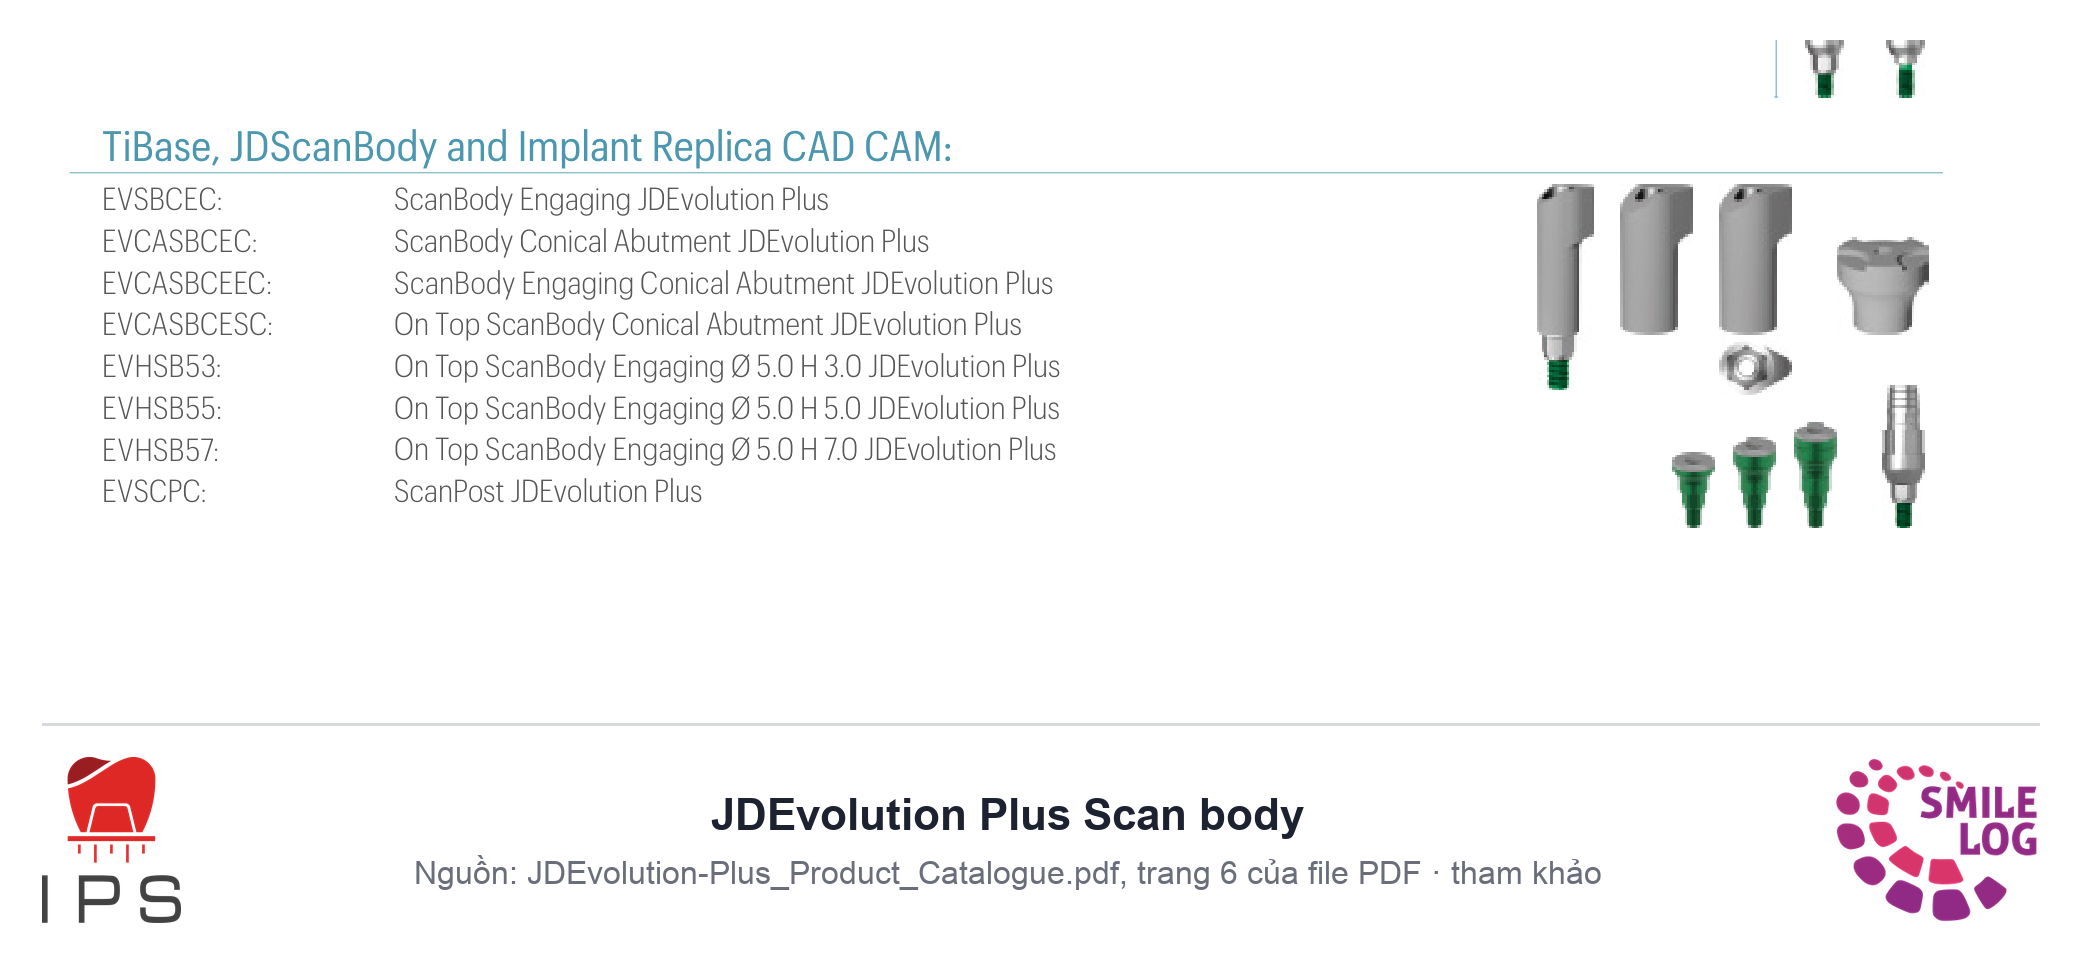 TiBase, JDScanBody and Implant Replica CAD CAM:
EVSBCEC: ScanBody Engaging JDEvolution Plus
EVCASBCEC: ScanBody Conical Abutment JDEvolution Plus
EVCASBCEEC: ScanBody Engaging Conical Abutment JDEvolution Plus
EVCASBCESC: On Top ScanBody Conical Abutment JDEvolution Plus
EVHSB53: On Top ScanBody Engaging Ø 5.0 H 3.0 JDEvolution Plus
EVHSB55: On Top ScanBody Engaging Ø 5.0 H 5.0 JDEvolution Plus
EVHSB57: On Top ScanBody Engaging Ø 5.0 H 7.0 JDEvolution Plus
EVSCPC: ScanPost JDEvolution Plus
IPS
JDEvolution Plus Scan body
Nguồn: JDEvolution-Plus_Product_Catalogue.pdf, trang 6 của file PDF · tham khảo
SMILE
LOG